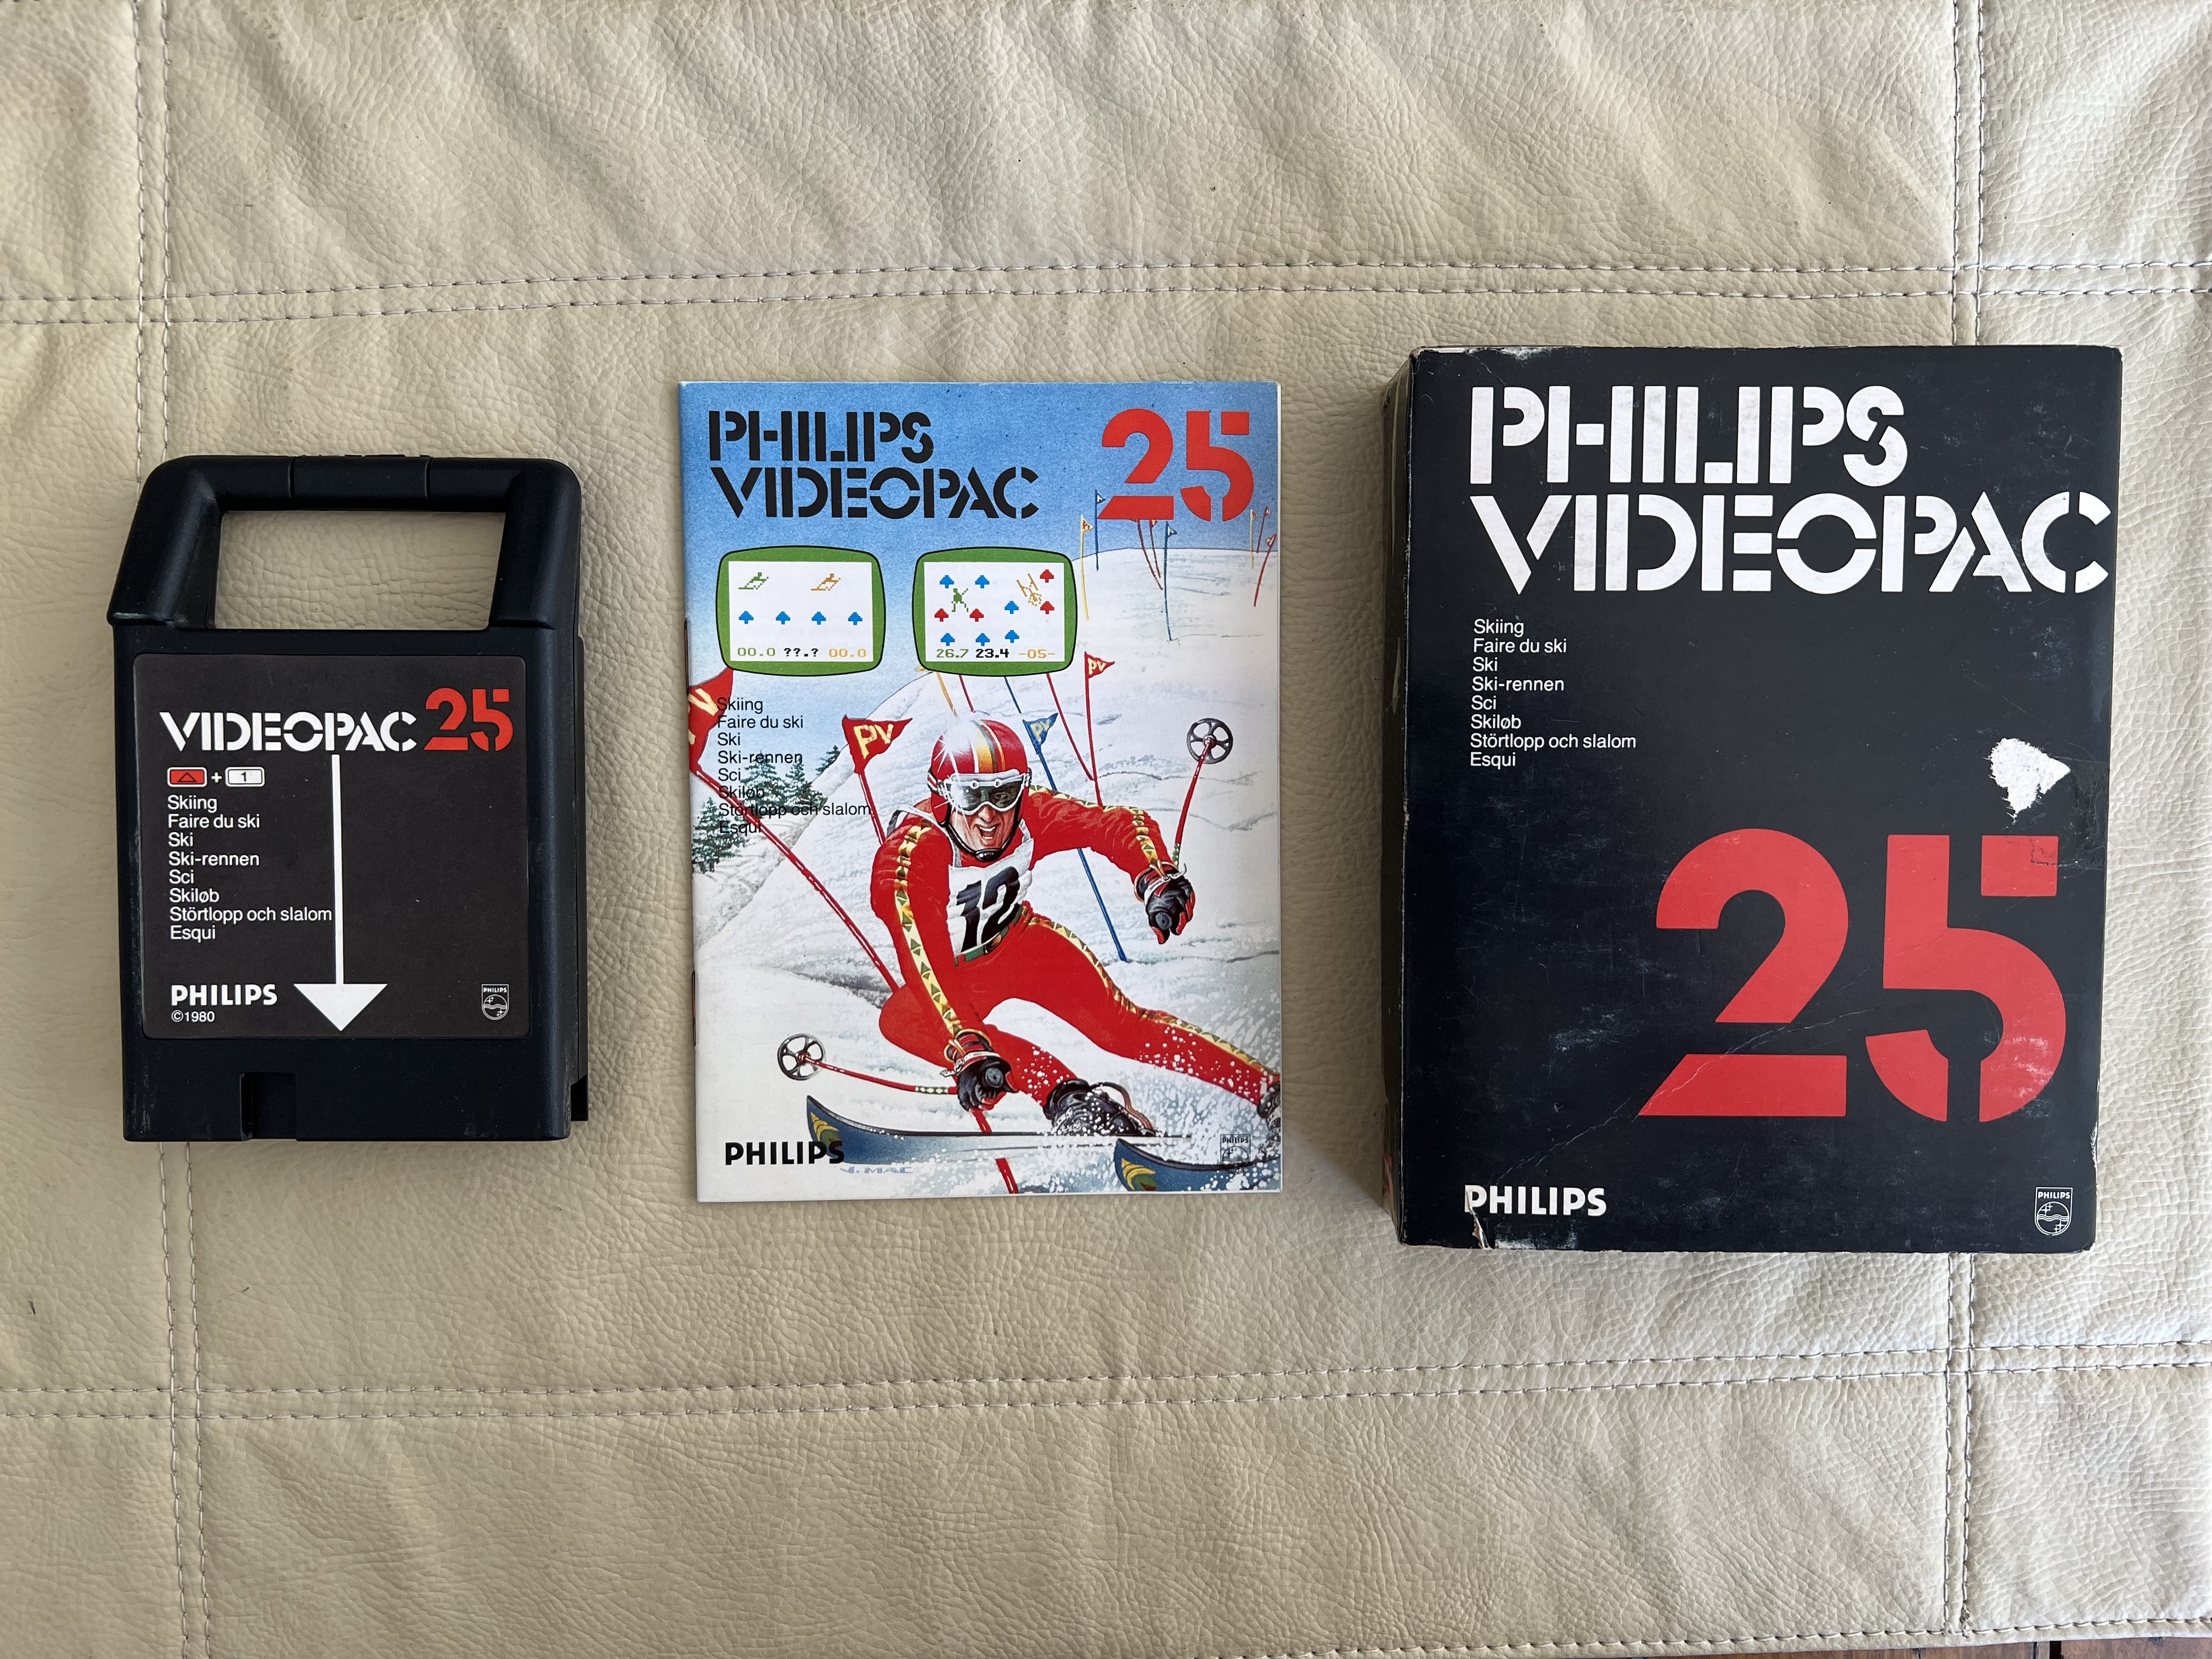 VIDEOPAC 25
+ 1
Skiing
Faire du ski
Ski
Ski-rennen
Sci
Skiløb
Störtlopp och slalom
Esqui
PHILIPS
©1980
PHILIPS
PHILIPS 25
VIDEOPAC
00.0 ??.? 00.0
26.7 23.4 -05-
Skiing
Faire du ski
Ski
Ski-rennen
Sci
Skiløb
Störtlopp och slalom
Esqui
PV
PV
PV
12
PHILIPS
J. MAC
PHILIPS
PHILIPS
VIDEOPAC
Skiing
Faire du ski
Ski
Ski-rennen
Sci
Skiløb
Störtlopp och slalom
Esqui
25
PHILIPS
PHILIPS